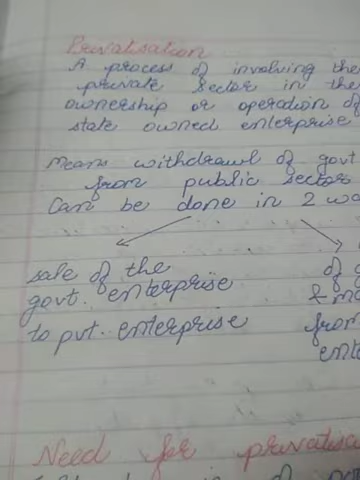 Privatisation
A process of involving the
private sector in the
ownership or operation of
state owned enterprise
Means withdrawl of govt
from public sector
Can be done in 2
sale of the
govt. enterprise
to pvt. enterprise
of
&
from
Need for